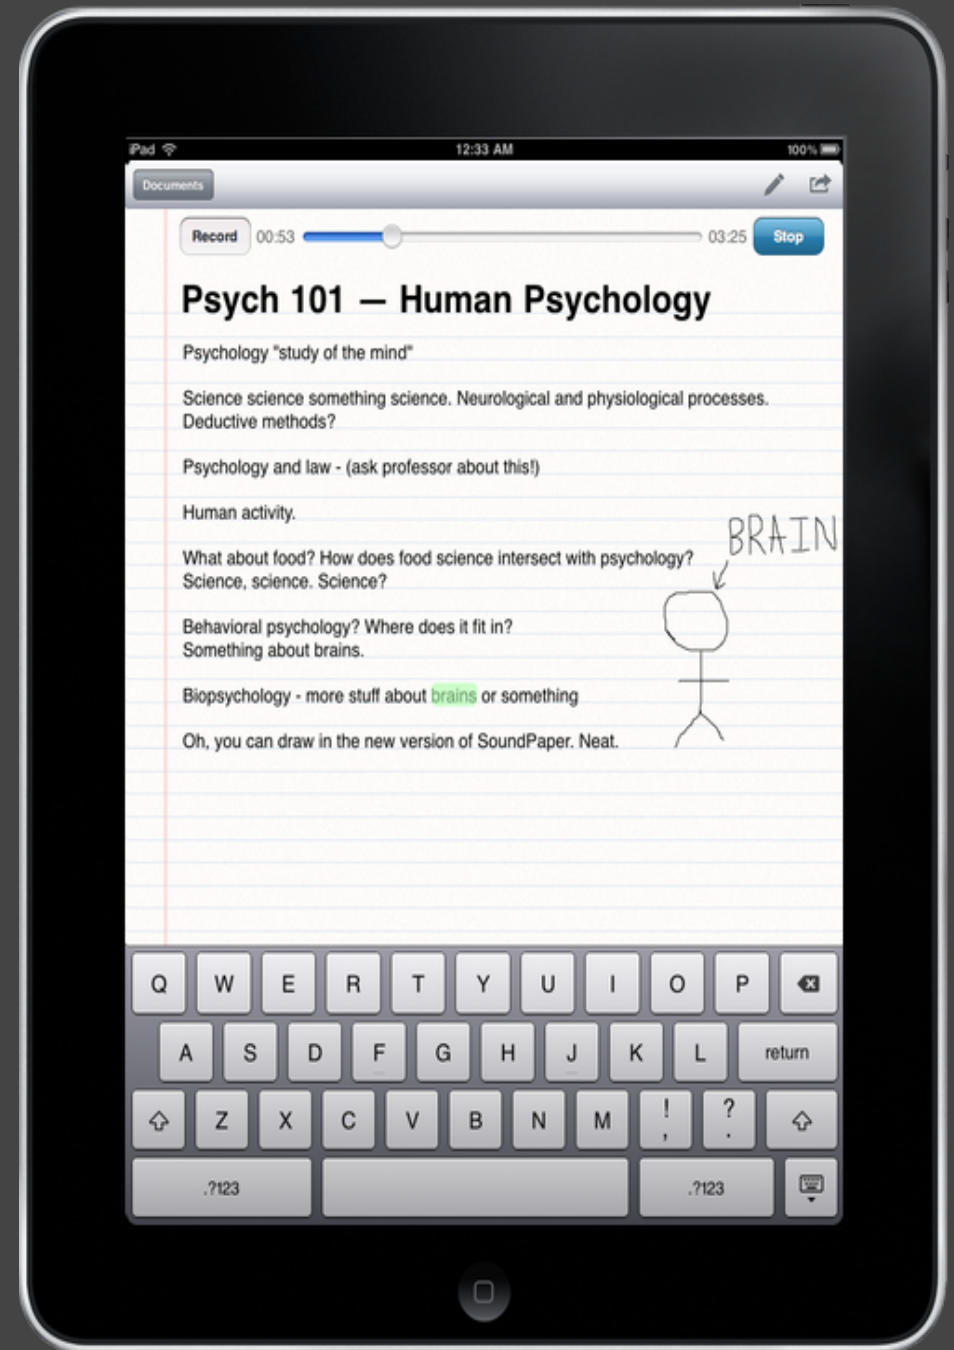 iPad 12:33 AM 100%
Documents
Record 00:53 03:25 Stop
Psych 101 — Human Psychology
Psychology "study of the mind"
Science science something science. Neurological and physiological processes.
Deductive methods?
Psychology and law - (ask professor about this!)
Human activity.
BRAIN
What about food? How does food science intersect with psychology?
Science, science. Science?
Behavioral psychology? Where does it fit in?
Something about brains.
Biopsychology - more stuff about brains or something
Oh, you can draw in the new version of SoundPaper. Neat.
Q W E R T Y U I O P
A S D F G H J K L return
Z X C V B N M ! , ? .
.?123 .?123